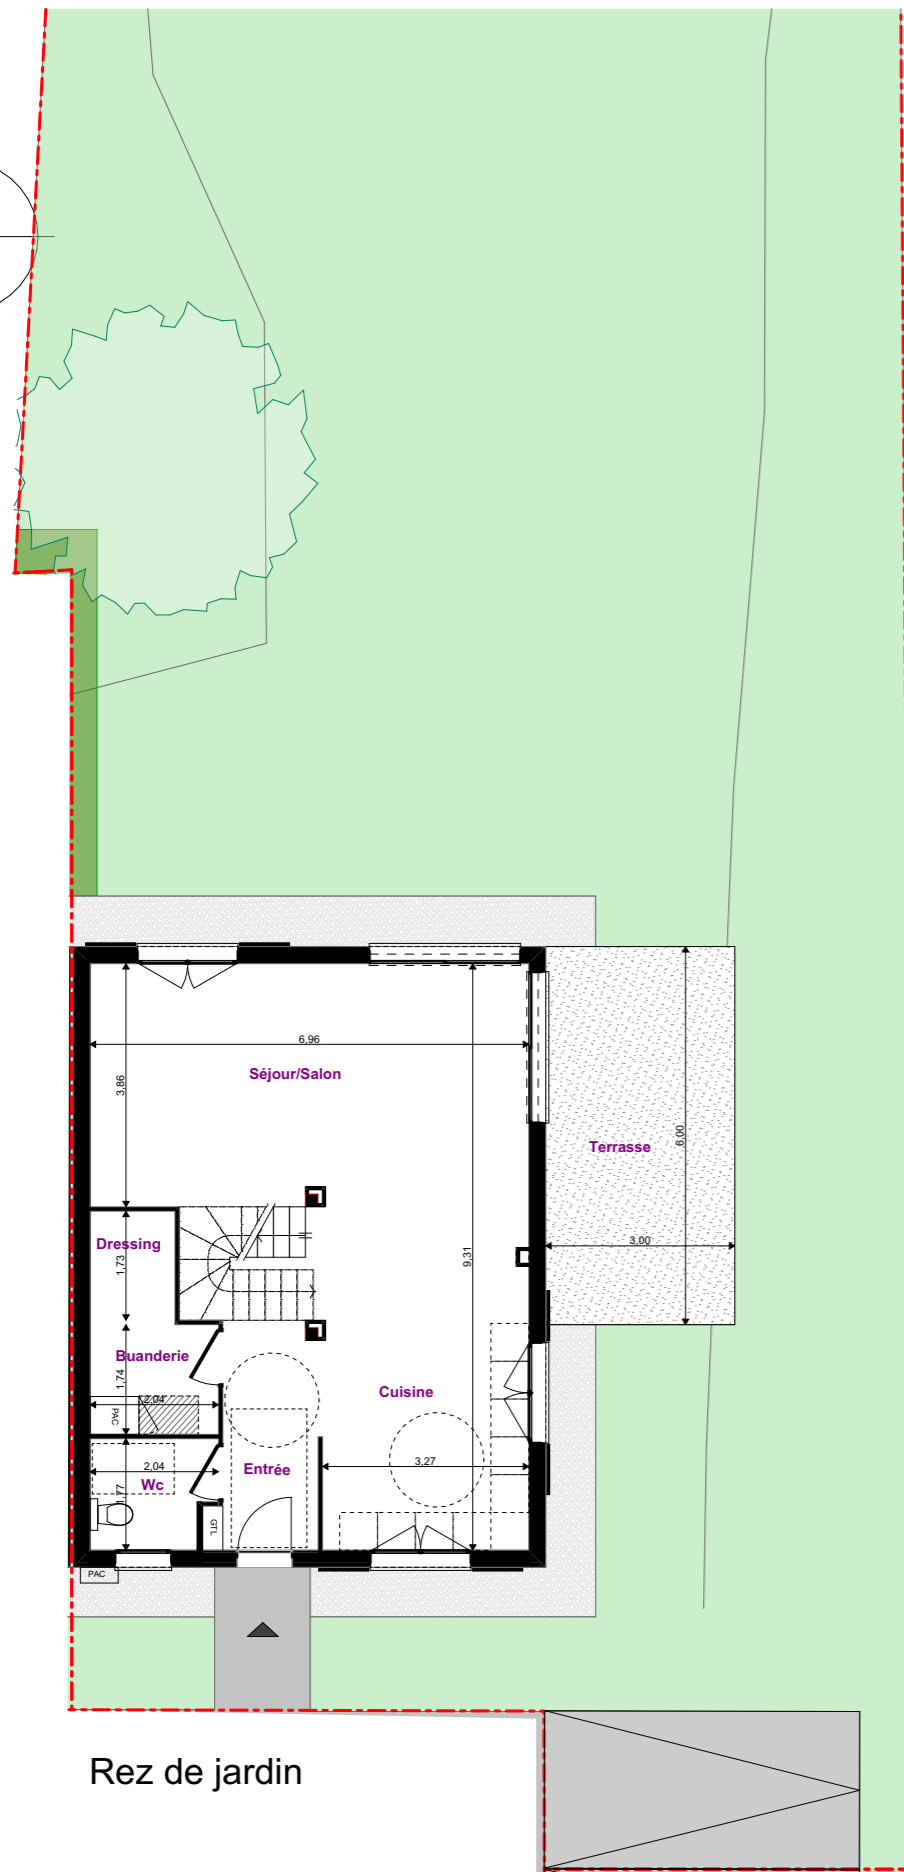 6,96
Séjour/Salon
3,86
Terrasse
6,00
3,00
9,31
Dressing
1,73
Buanderie
1,74
2,04
PAC
Cuisine
3,27
Entrée
2,04
Wc
1,77
GTL
PAC
Rez de jardin